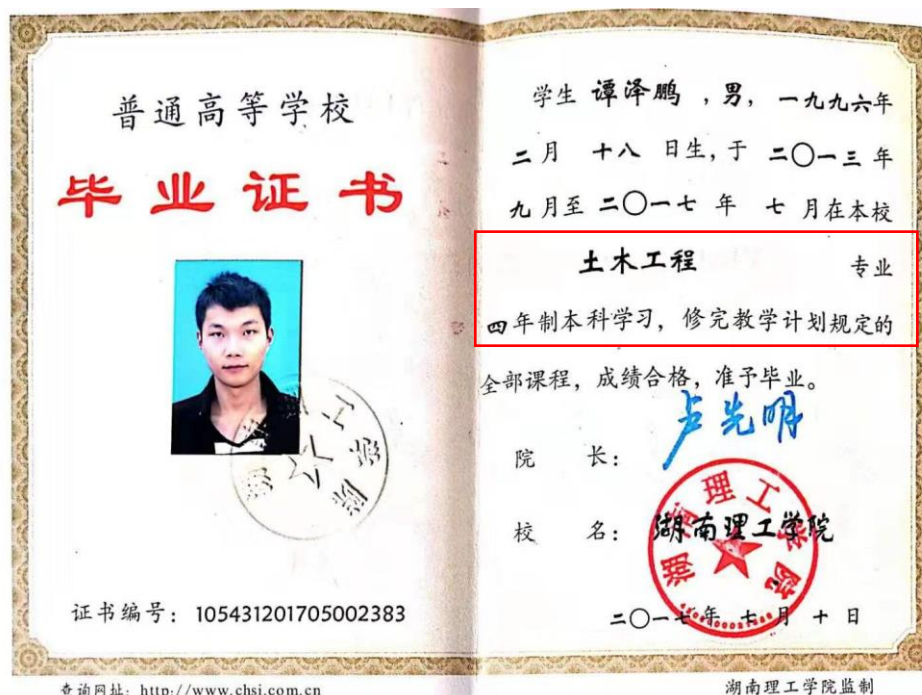 普通高等学校
毕业证书
证书编号：105431201705002383
查询网址：http://www.chsi.com.cn
学生 谭泽鹏 ，男，一九九六年
二月 十八 日生，于 二〇一三 年
九月至 二〇一七 年 七 月在本校
土木工程 专业
四年制本科学习，修完教学计划规定的
全部课程，成绩合格，准予毕业。
院 长：卢先明
校 名：湖南理工学院
湖南理工学院
二〇一七年 七月 十 日
湖南理工学院监制